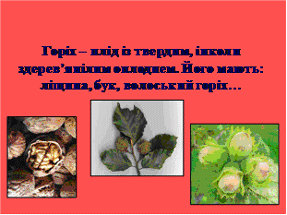 Горіх – плід із твердим, інколи
здерев’янілим оплоднем. Його мають:
ліщина, бук, волоський горіх…